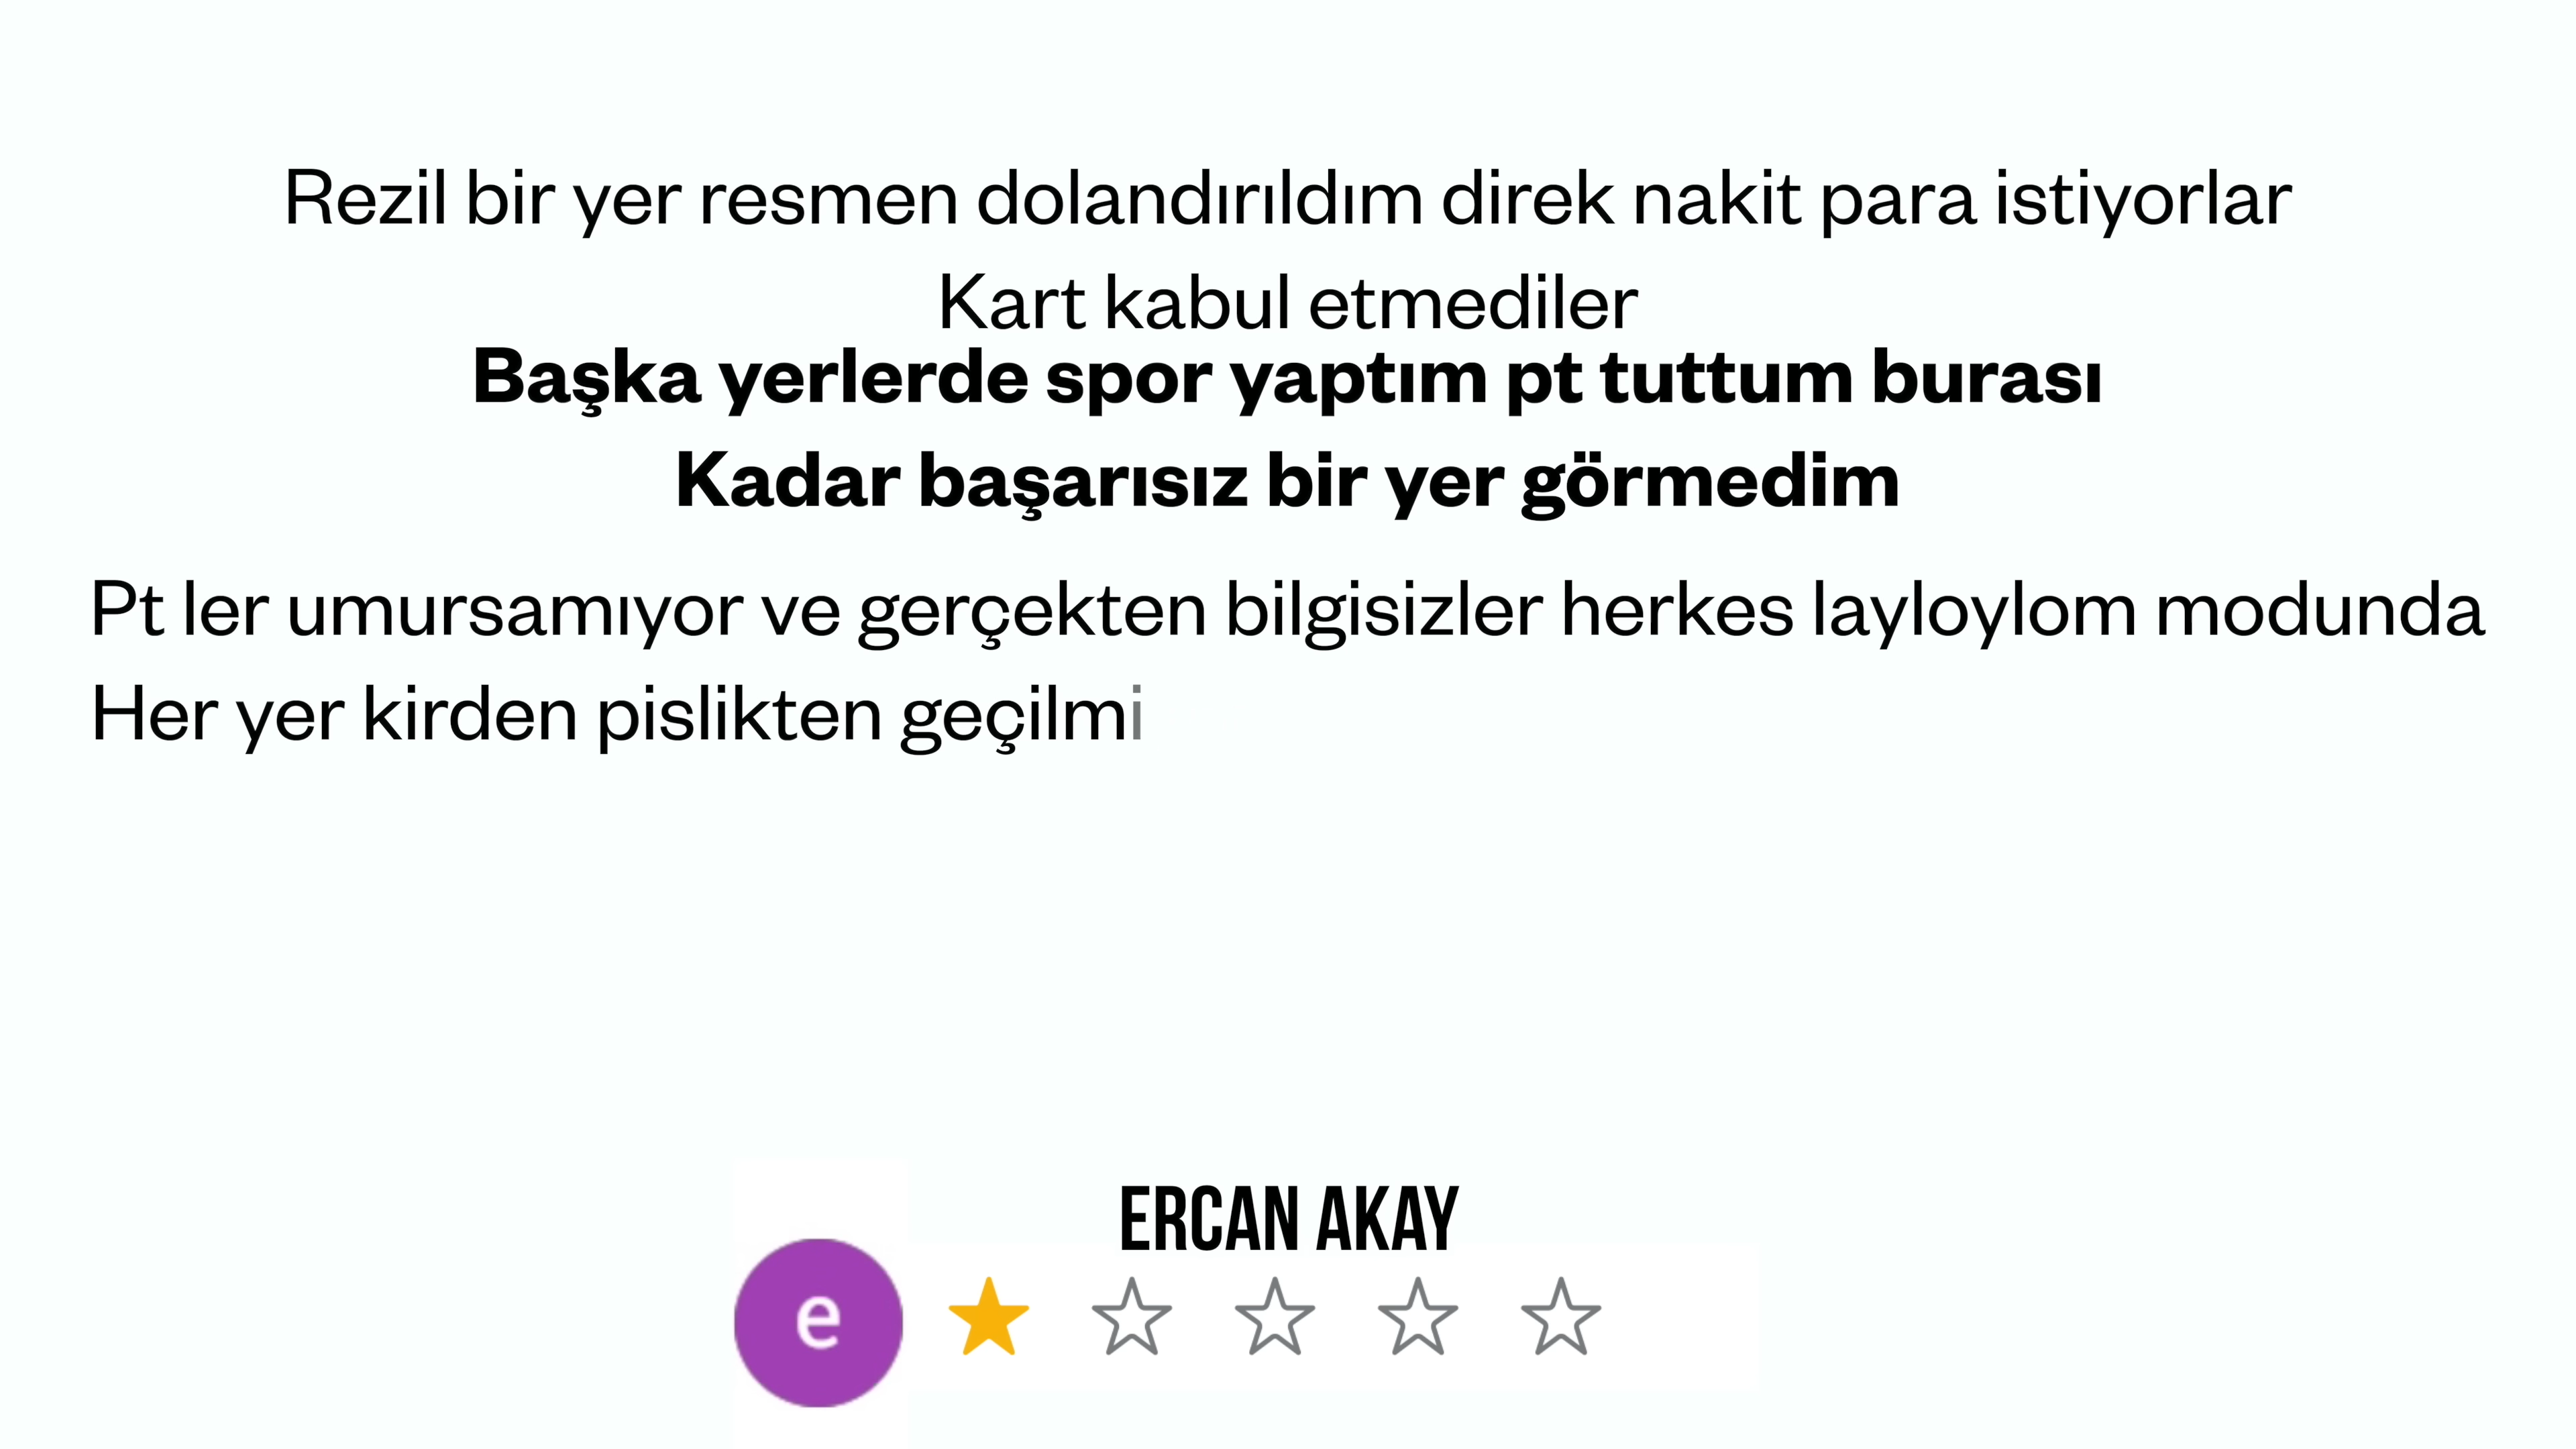 Rezil bir yer resmen dolandırıldım direk nakit para istiyorlar
Kart kabul etmediler
Başka yerlerde spor yaptım pt tuttum burası
Kadar başarısız bir yer görmedim
Pt ler umursamıyor ve gerçekten bilgisizler herkes layloylom modunda
Her yer kirden pislikten geçilmi
ERCAN AKAY
e